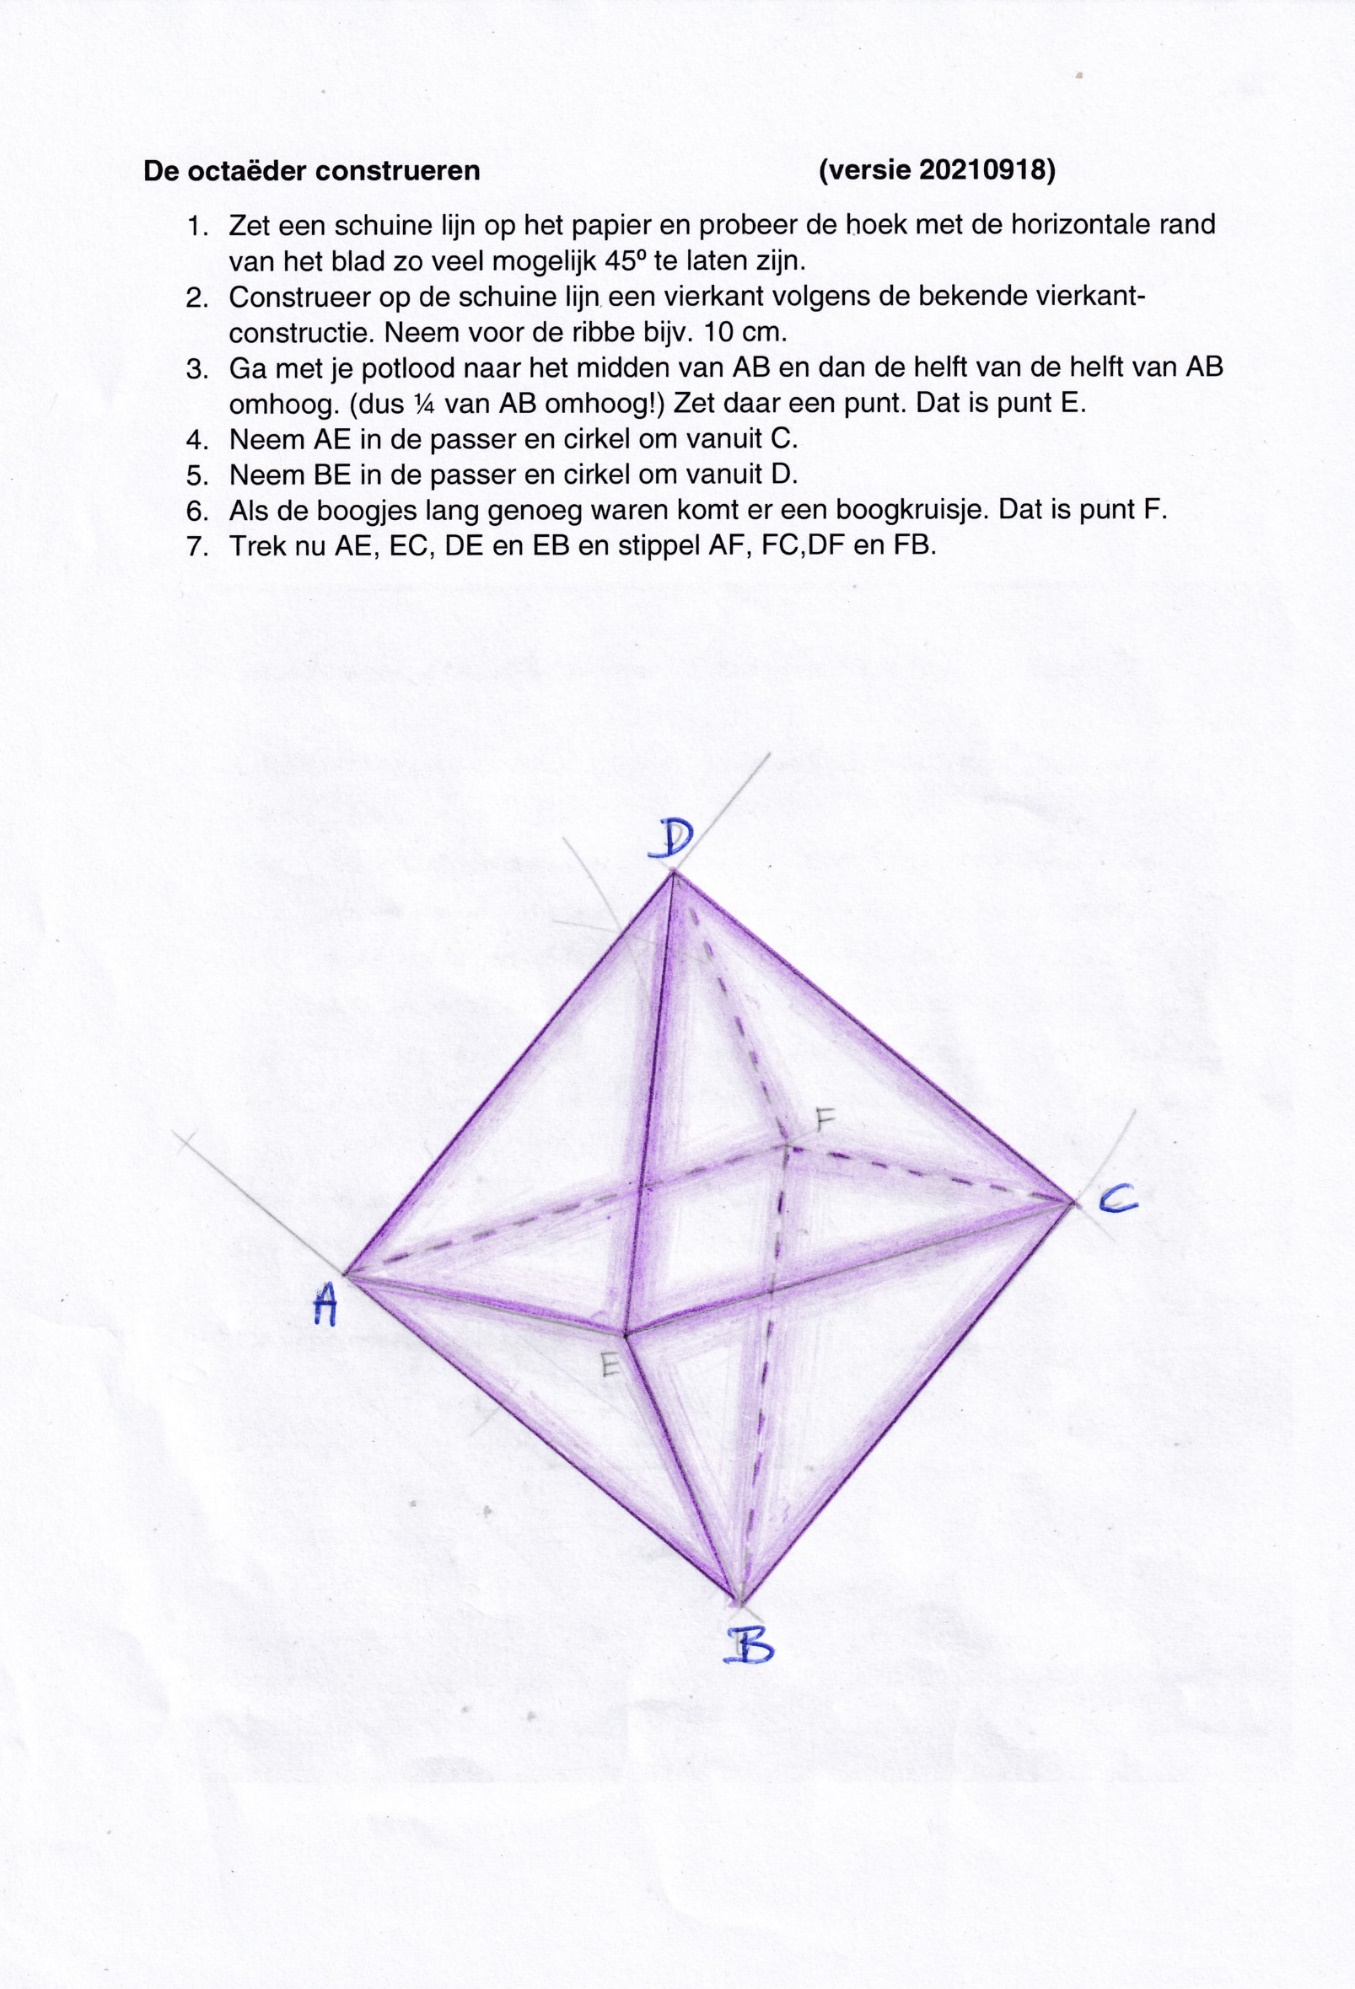 De octaëder construeren (versie 20210918)
1. Zet een schuine lijn op het papier en probeer de hoek met de horizontale rand
van het blad zo veel mogelijk 45º te laten zijn.
2. Construeer op de schuine lijn een vierkant volgens de bekende vierkant-
constructie. Neem voor de ribbe bijv. 10 cm.
3. Ga met je potlood naar het midden van AB en dan de helft van de helft van AB
omhoog. (dus ¼ van AB omhoog!) Zet daar een punt. Dat is punt E.
4. Neem AE in de passer en cirkel om vanuit C.
5. Neem BE in de passer en cirkel om vanuit D.
6. Als de boogjes lang genoeg waren komt er een boogkruisje. Dat is punt F.
7. Trek nu AE, EC, DE en EB en stippel AF, FC,DF en FB.
D
F
C
A
E
B